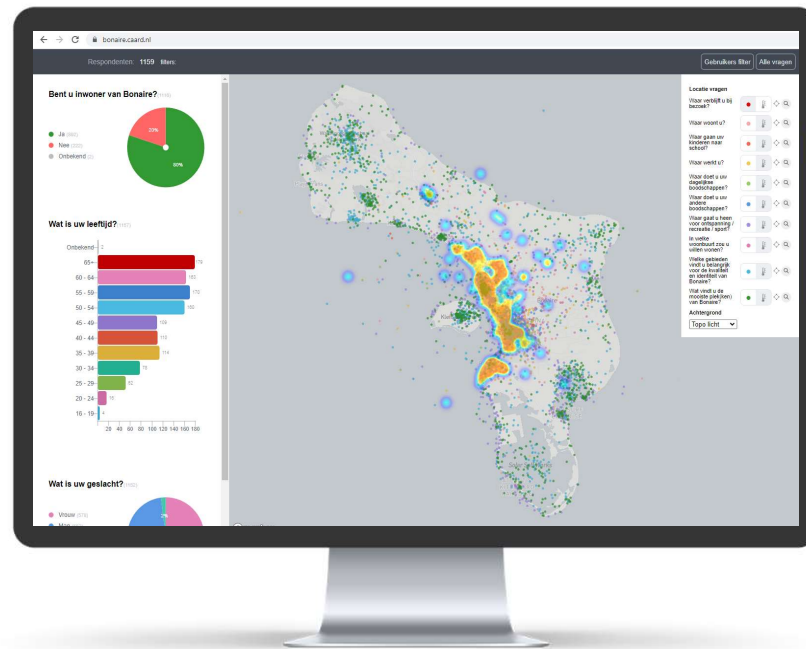 bonaire.caard.nl
Respondenten: 1159 filters:
Gebruikers filter
Alle vragen
Bent u inwoner van Bonaire?
Ja
Nee
Onbekend
20%
80%
Wat is uw leeftijd?
Onbekend
65+
60 - 64
55 - 59
50 - 54
45 - 49
40 - 44
35 - 39
30 - 34
25 - 29
20 - 24
16 - 19
20 40 60 80 100 120 140 160 180
Wat is uw geslacht?
Vrouw
Man
2%
Locatie vragen
Waar verblijft u bij
bezoek?
Waar woont u?
Waar gaan uw
kinderen naar
school?
Waar werkt u?
Waar doet u uw
dagelijkse
boodschappen?
Waar doet u uw
andere
boodschappen?
Waar gaat u heen
voor ontspanning /
recreatie / sport?
In welke
woonbuurt zou u
willen wonen?
Welke gebieden
vindt u belangrijk
voor de kwaliteit
en identiteit van
Bonaire?
Wat vindt u de
mooiste plek(ken)
van Bonaire?
Achtergrond
Topo licht